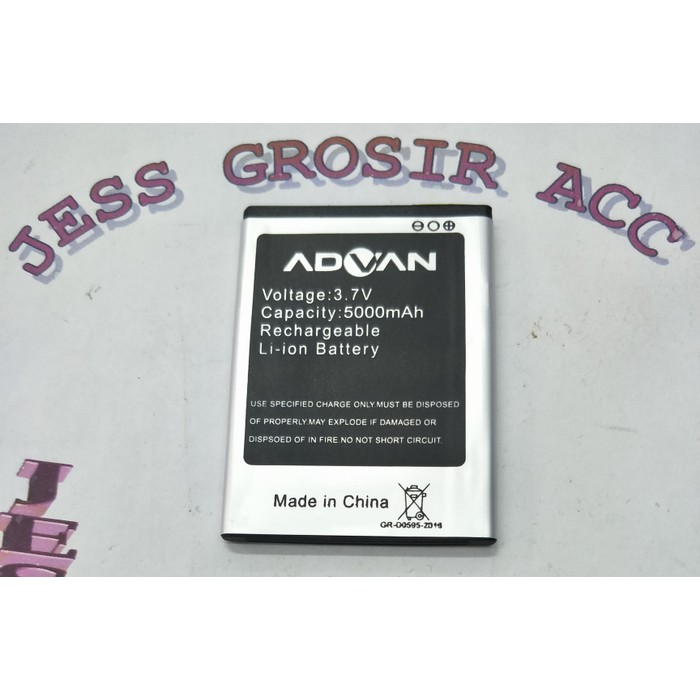 JESS GROSIR ACC
ADVAN
Voltage:3.7V
Capacity:5000mAh
Rechargeable
Li-ion Battery
USE SPECIFIED CHARGE ONLY.MUST BE DISPOSED
OF PROPERLY.MAY EXPLODE IF DAMAGED OR
DISPSOED OF IN FIRE.NO NOT SHORT CIRCUIT.
Made in China